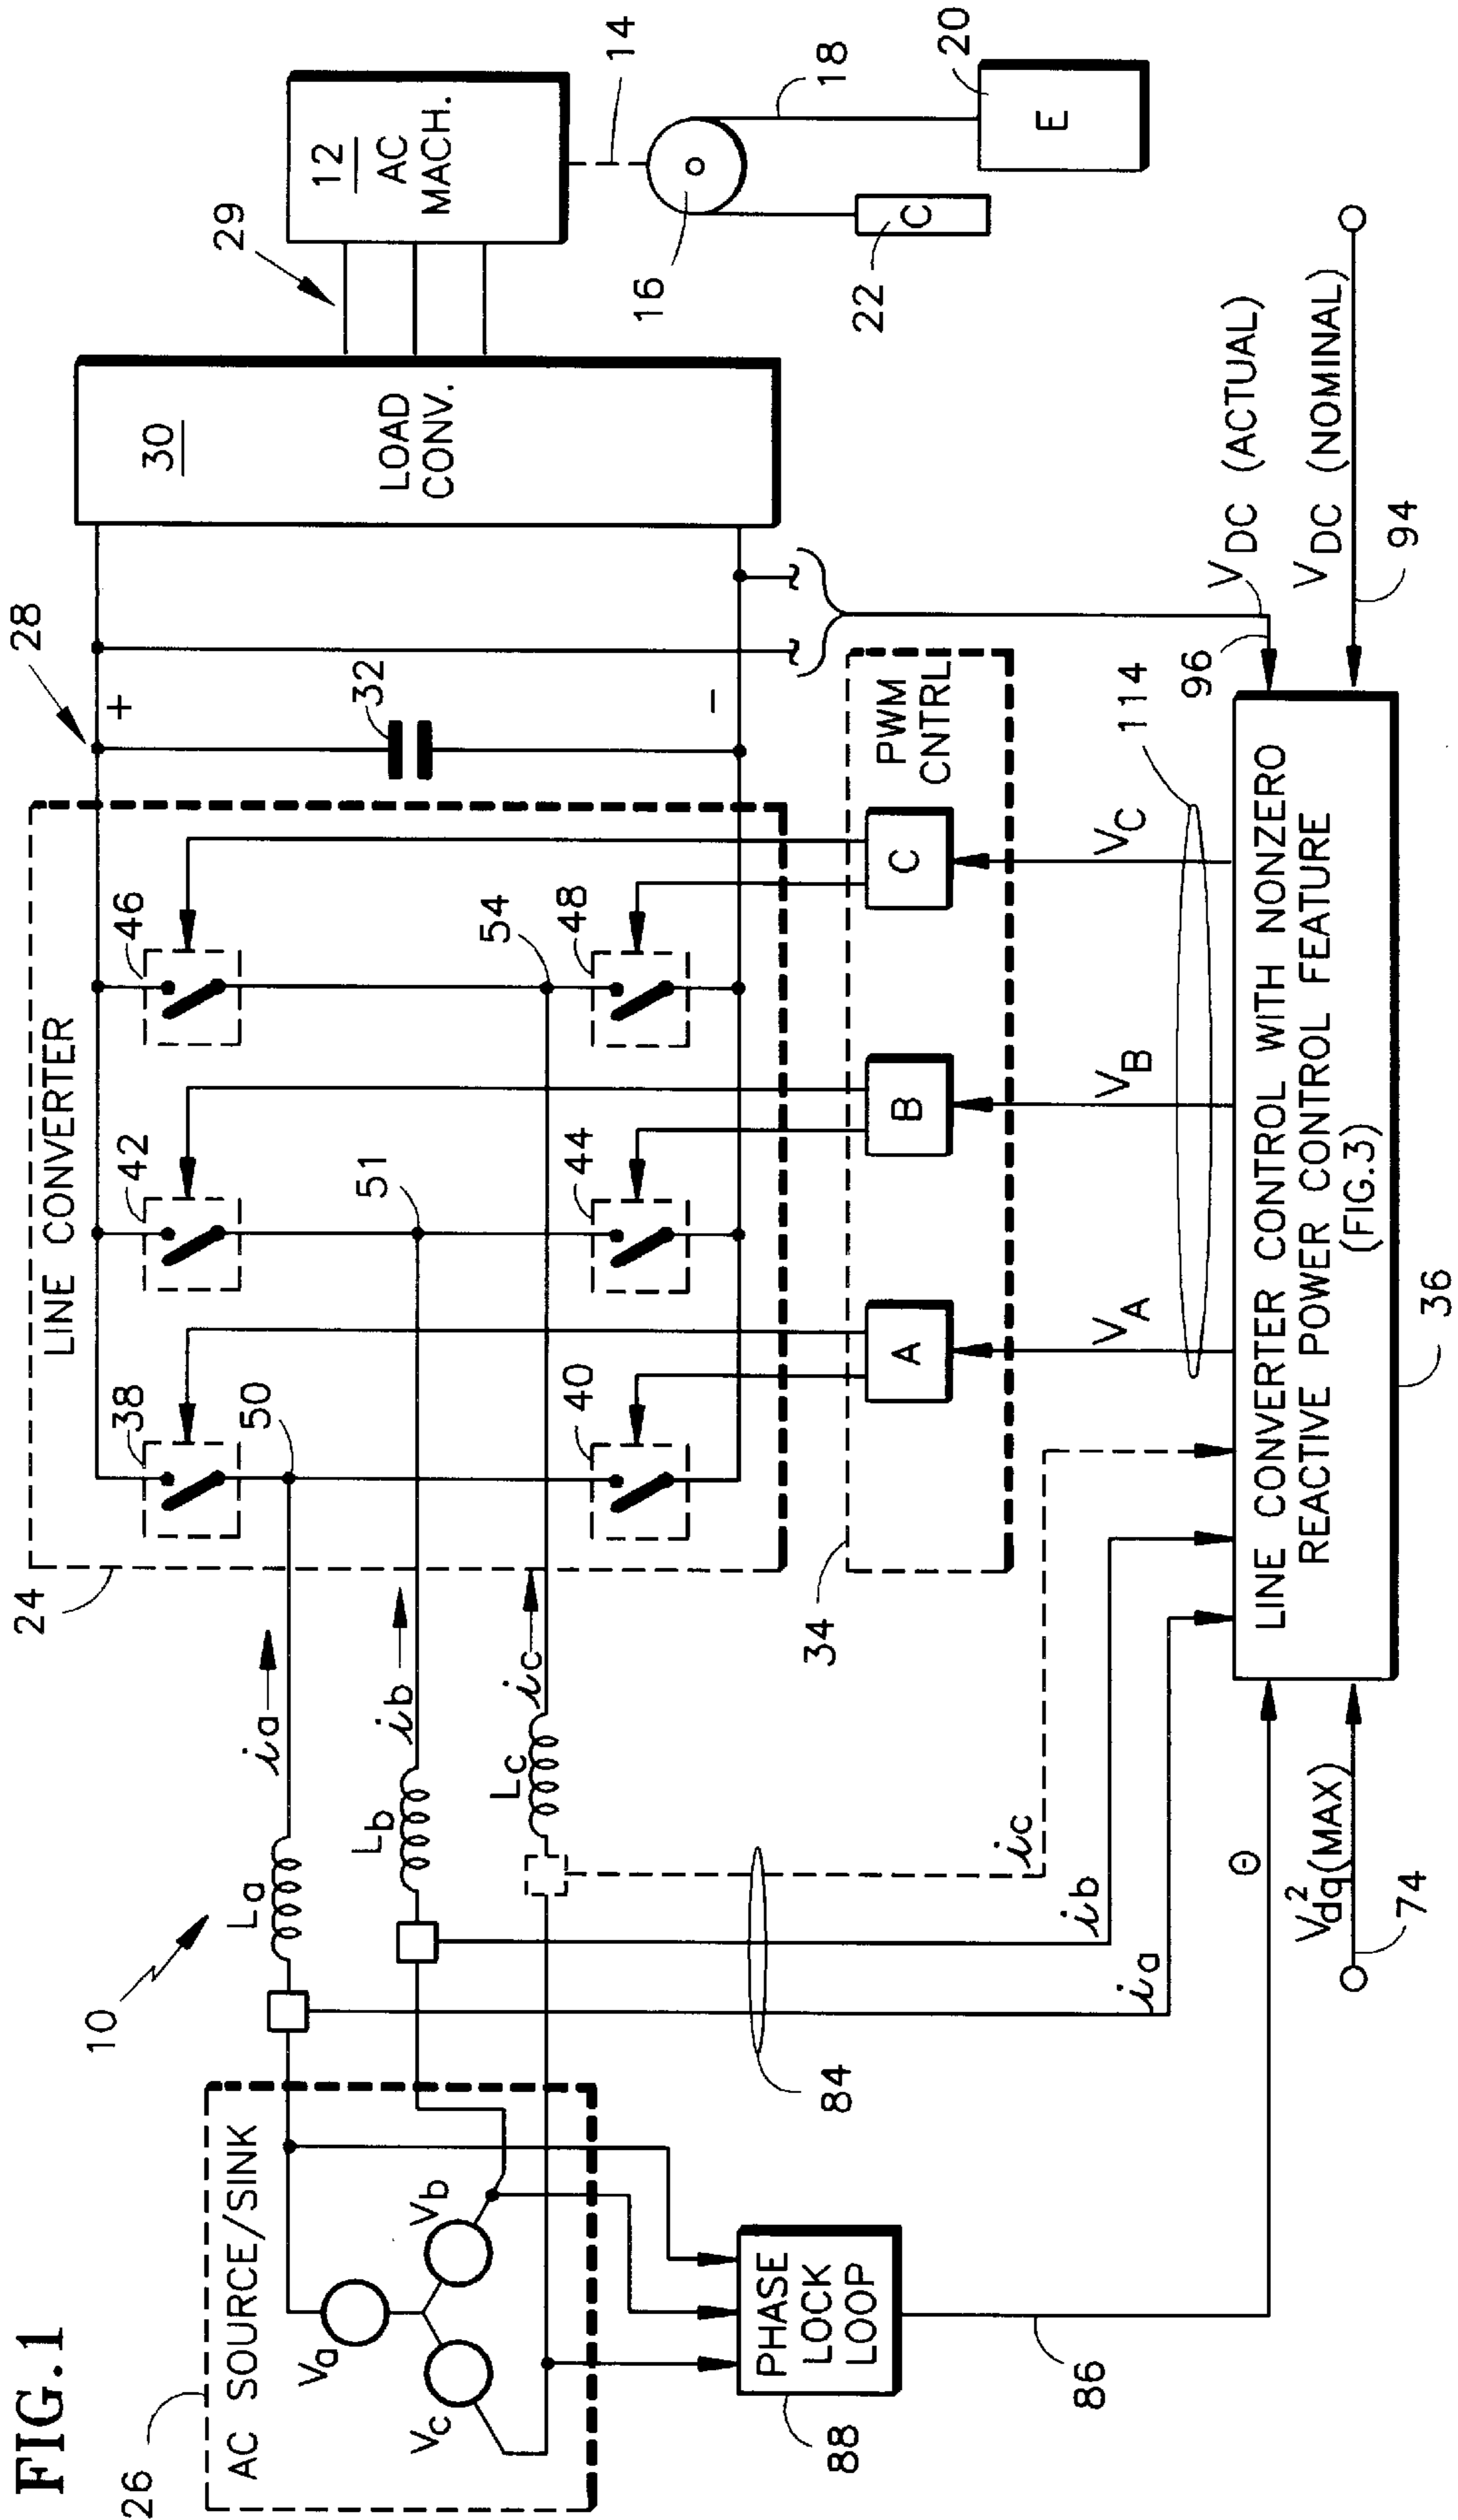 FIG.1
10
26
AC SOURCE/SINK
Va
Vb
Vc
La
ia
Lb
ib
Lc
ic
24
LINE CONVERTER
38
42
46
50
51
54
40
44
48
28
+
-
32
30
LOAD
CONV.
29
12
AC
MACH.
14
16
18
C
22
E
20
34
A
B
C
PWM
CNTRL
VA
VB
VC
114
84
ia
ib
ic
88
PHASE
LOCK
LOOP
86
θ
V²dq(MAX)
74
LINE CONVERTER CONTROL WITH NONZERO
REACTIVE POWER CONTROL FEATURE
(FIG.3)
36
96
VDC (ACTUAL)
VDC (NOMINAL)
94